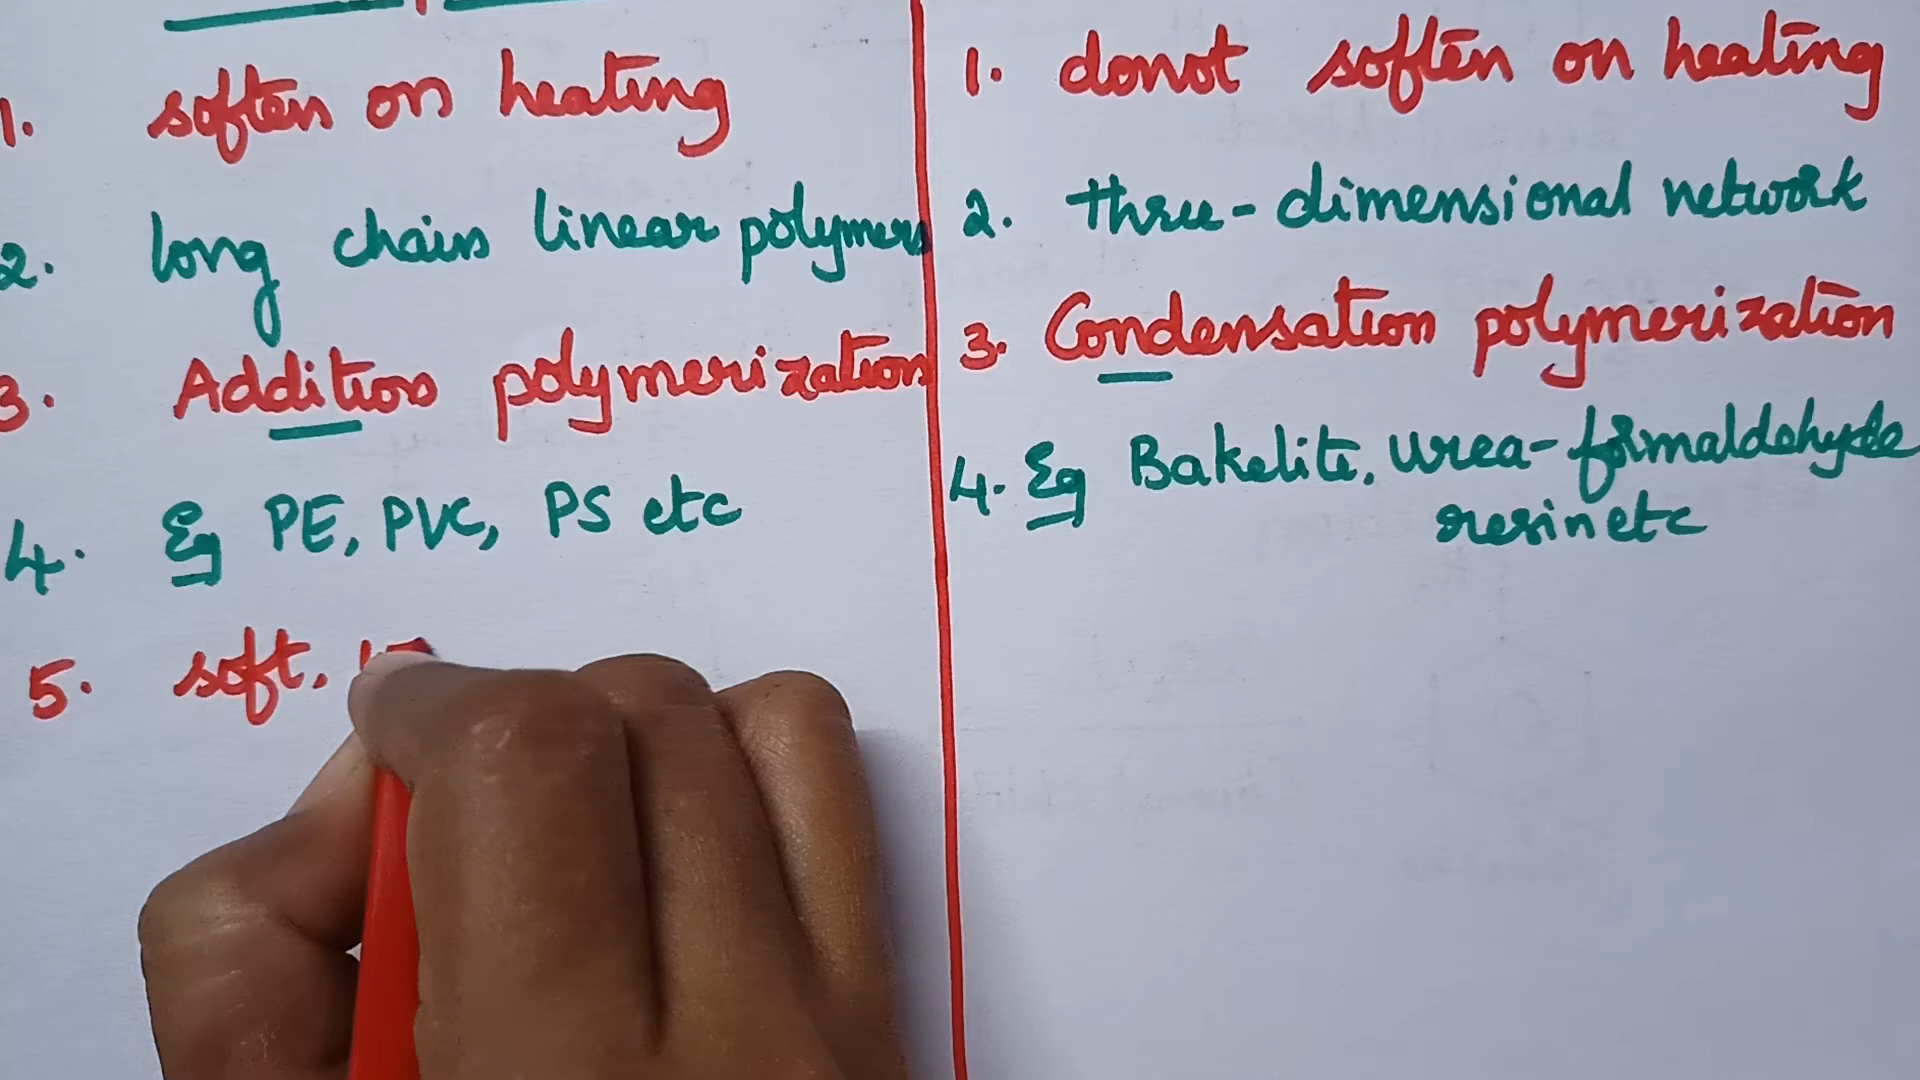 1. soften on heating
2. long chain linear polymers
3. Addition polymerization
4. Eg PE, PVC, PS etc
5. soft,
1. donot soften on heating
2. three-dimensional network
3. Condensation polymerization
4. Eg Bakelite, urea-formaldehyde
resin etc